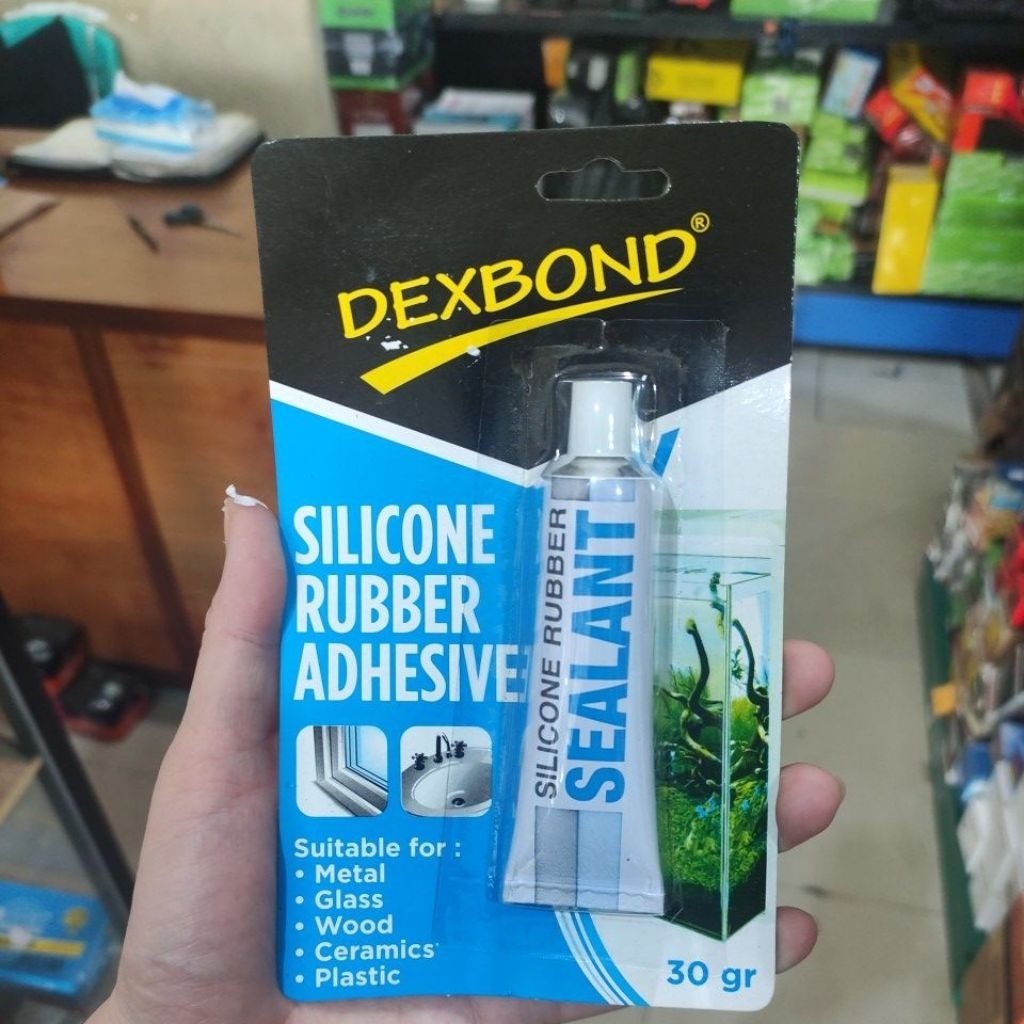 DEXBOND®
SILICONE
RUBBER
ADHESIVE
SILICONE RUBBER
SEALANT
Suitable for :
• Metal
• Glass
• Wood
• Ceramics
• Plastic
30 gr